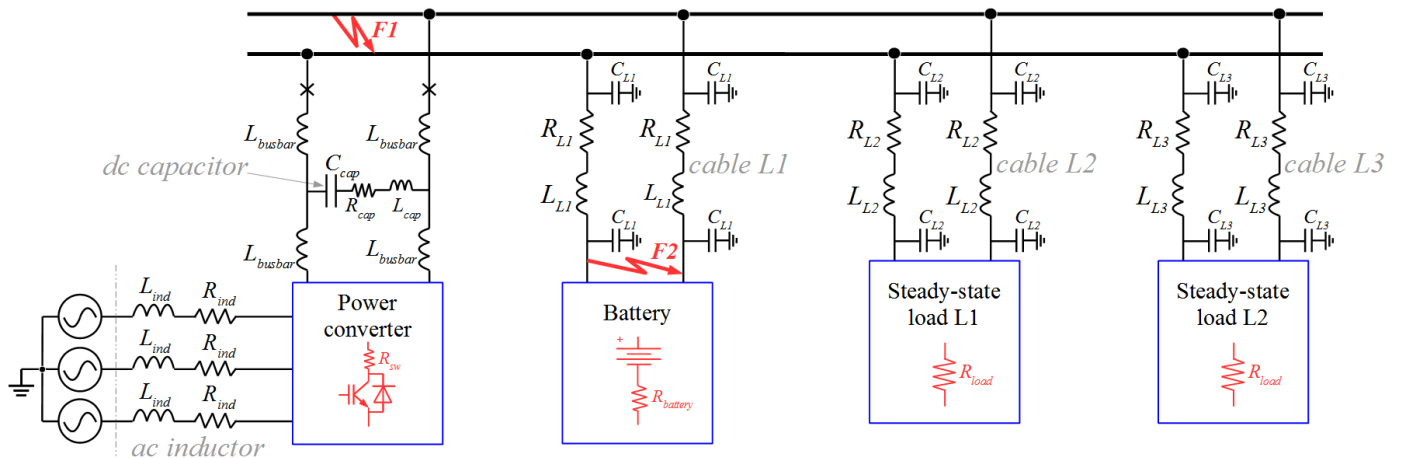 F1
C_L1
C_L1
C_L2
C_L2
C_L3
C_L3
L_busbar
L_busbar
R_L1
R_L1
R_L2
R_L2
R_L3
R_L3
dc capacitor
C_cap
cable L1
cable L2
cable L3
R_cap
L_cap
L_L1
L_L1
L_L2
L_L2
L_L3
L_L3
C_L1
C_L1
C_L2
C_L2
C_L3
C_L3
L_busbar
L_busbar
F2
L_ind
R_ind
Power
converter
R_sw
Battery
+
R_battery
Steady-state
load L1
R_load
Steady-state
load L2
R_load
L_ind
R_ind
L_ind
R_ind
ac inductor